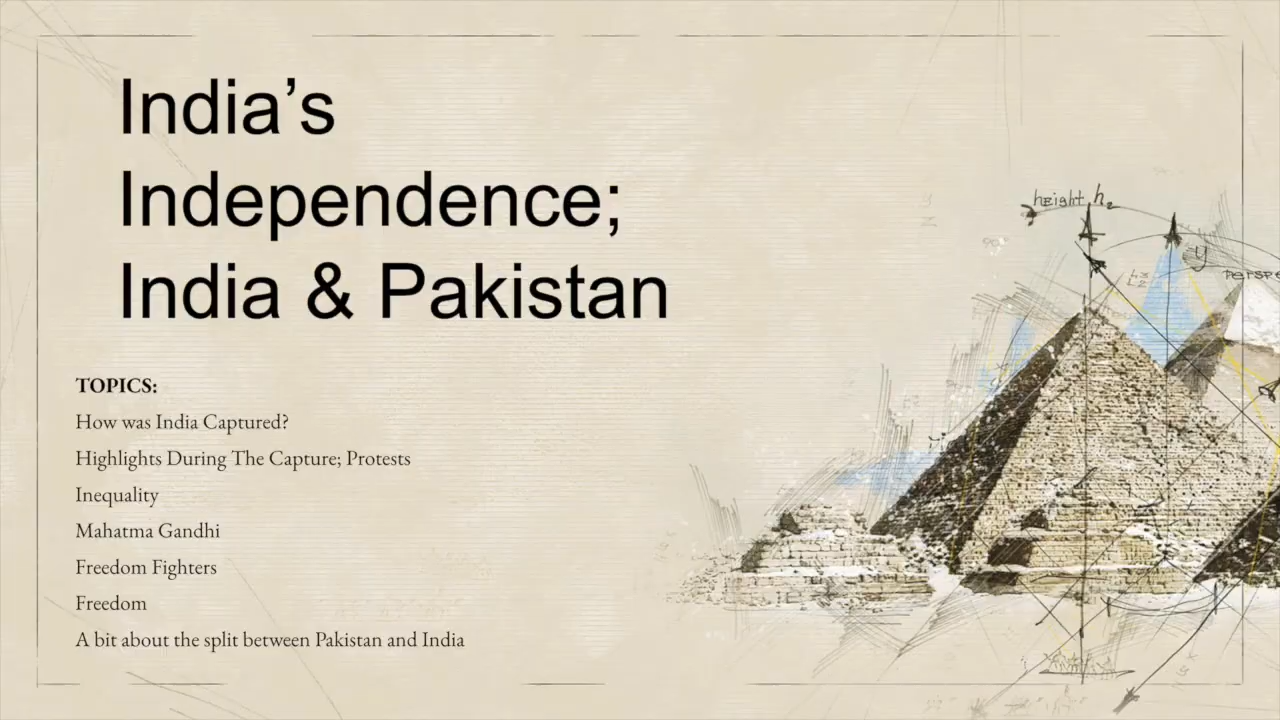 India’s
Independence;
India & Pakistan
TOPICS:
How was India Captured?
Highlights During The Capture; Protests
Inequality
Mahatma Gandhi
Freedom Fighters
Freedom
A bit about the split between Pakistan and India
height h₂
y